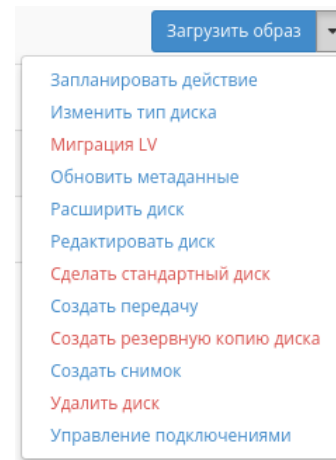 Загрузить образ
Запланировать действие
Изменить тип диска
Миграция LV
Обновить метаданные
Расширить диск
Редактировать диск
Сделать стандартный диск
Создать передачу
Создать резервную копию диска
Создать снимок
Удалить диск
Управление подключениями